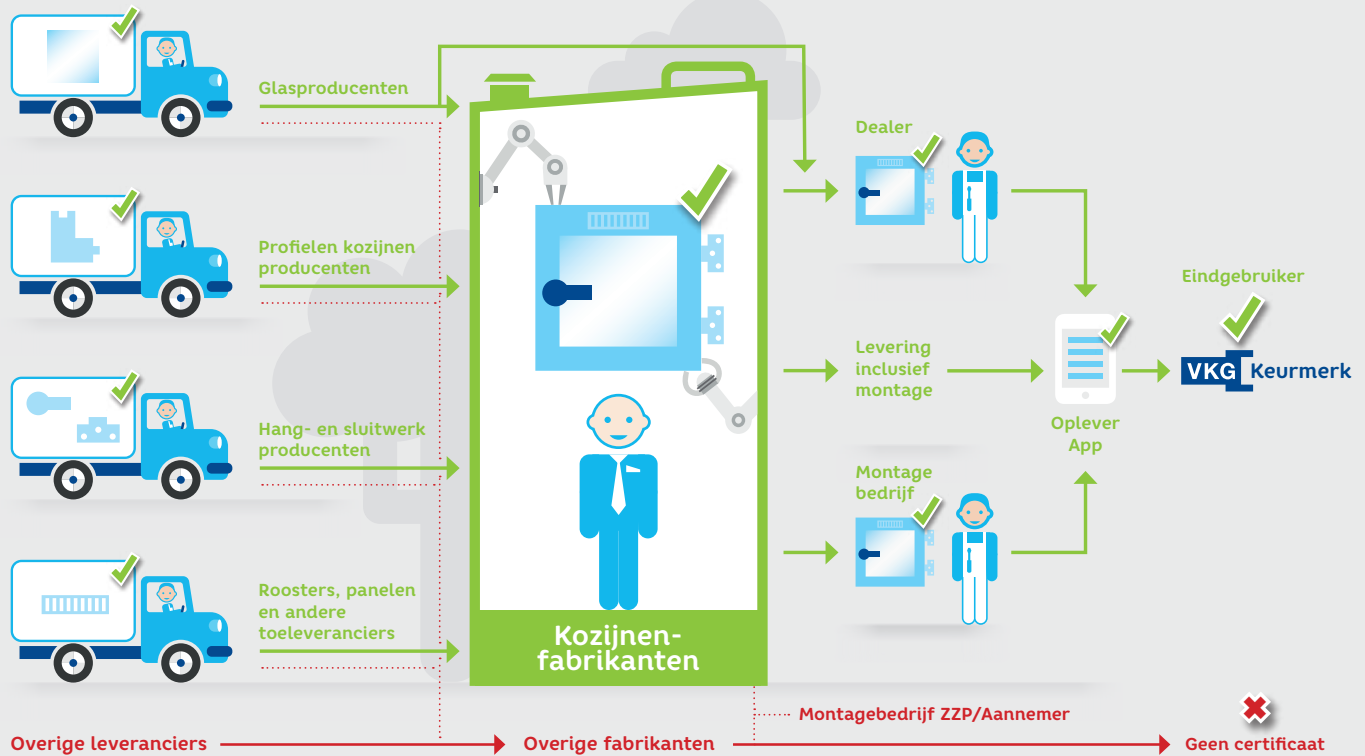 Glasproducenten
Profielen kozijnen
producenten
Hang- en sluitwerk
producenten
Roosters, panelen
en andere
toeleveranciers
Kozijnen-
fabrikanten
Dealer
Levering
inclusief
montage
Montage
bedrijf
Oplever
App
Eindgebruiker
VKG Keurmerk
Montagebedrijf ZZP/Aannemer
Overige leveranciers
Overige fabrikanten
Geen certificaat